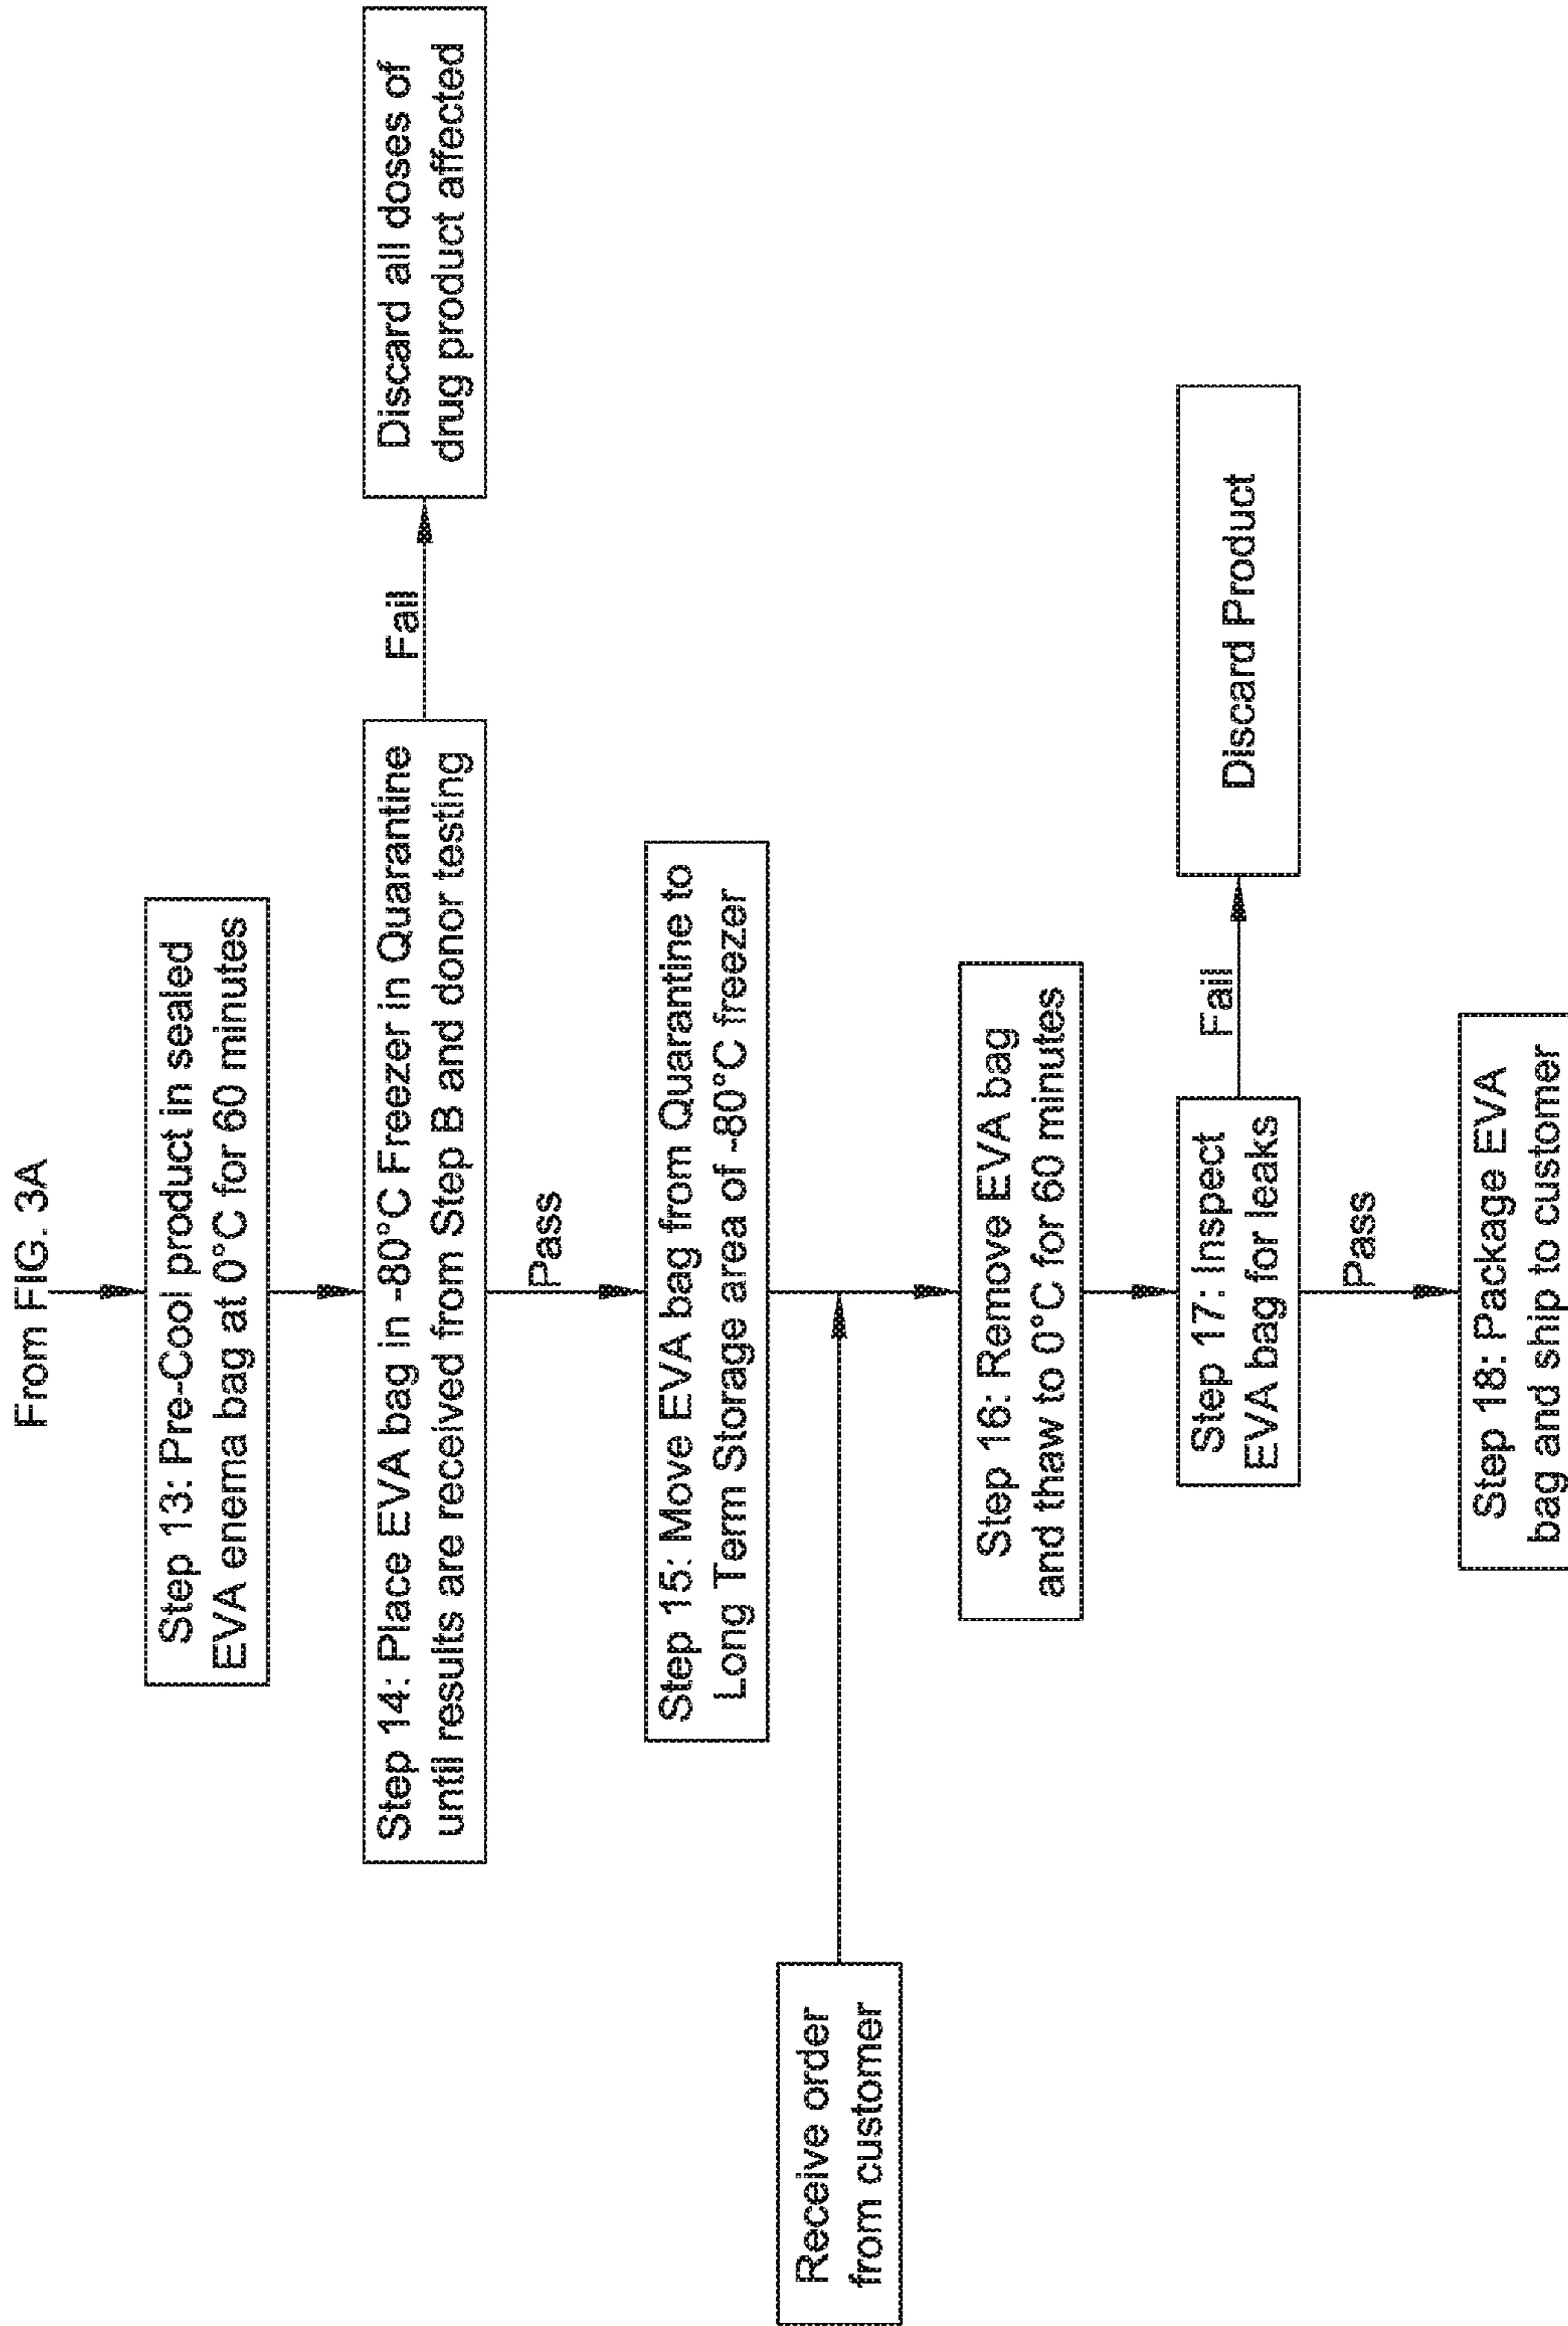 From FIG. 3A
Step 13: Pre-Cool product in sealed
EVA enema bag at 0°C for 60 minutes
Step 14: Place EVA bag in -80°C Freezer in Quarantine
until results are received from Step B and donor testing
Fail
Discard all doses of
drug product affected
Pass
Step 15: Move EVA bag from Quarantine to
Long Term Storage area of -80°C freezer
Receive order
from customer
Step 16: Remove EVA bag
and thaw to 0°C for 60 minutes
Step 17: Inspect
EVA bag for leaks
Fail
Discard Product
Pass
Step 18: Package EVA
bag and ship to customer